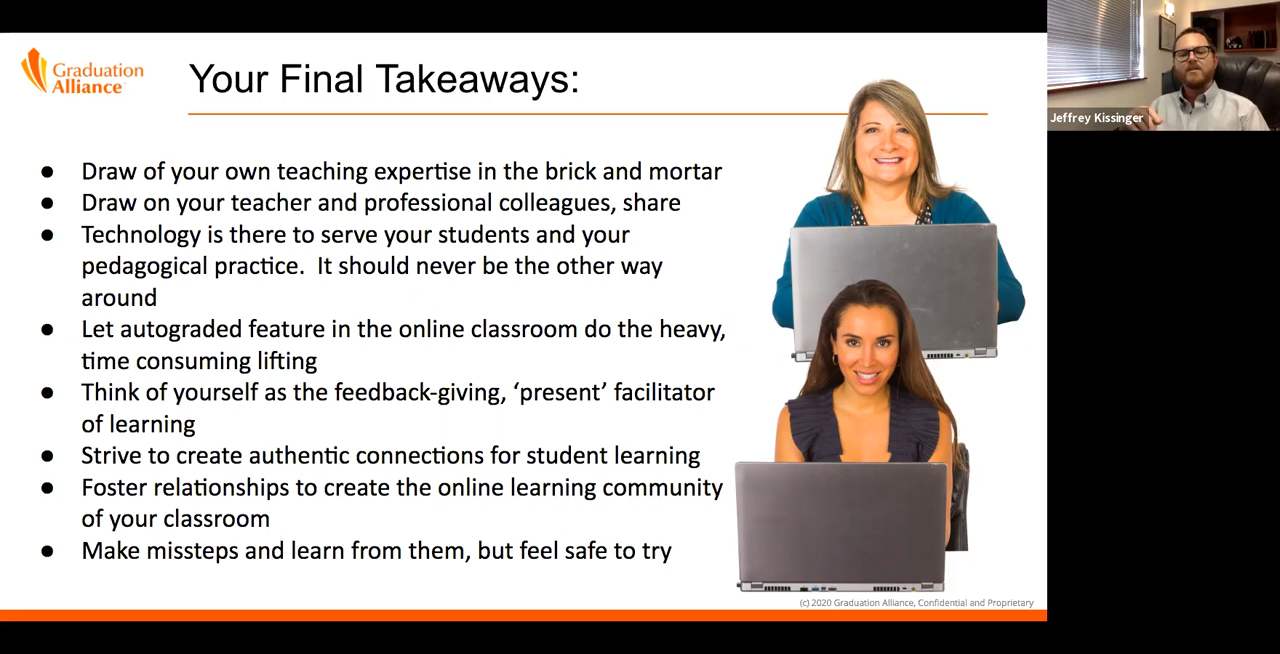 Graduation
Alliance
Your Final Takeaways:
Jeffrey Kissinger
● Draw of your own teaching expertise in the brick and mortar
● Draw on your teacher and professional colleagues, share
● Technology is there to serve your students and your
pedagogical practice. It should never be the other way
around
● Let autograded feature in the online classroom do the heavy,
time consuming lifting
● Think of yourself as the feedback-giving, ‘present’ facilitator
of learning
● Strive to create authentic connections for student learning
● Foster relationships to create the online learning community
of your classroom
● Make missteps and learn from them, but feel safe to try
(c) 2020 Graduation Alliance, Confidential and Proprietary